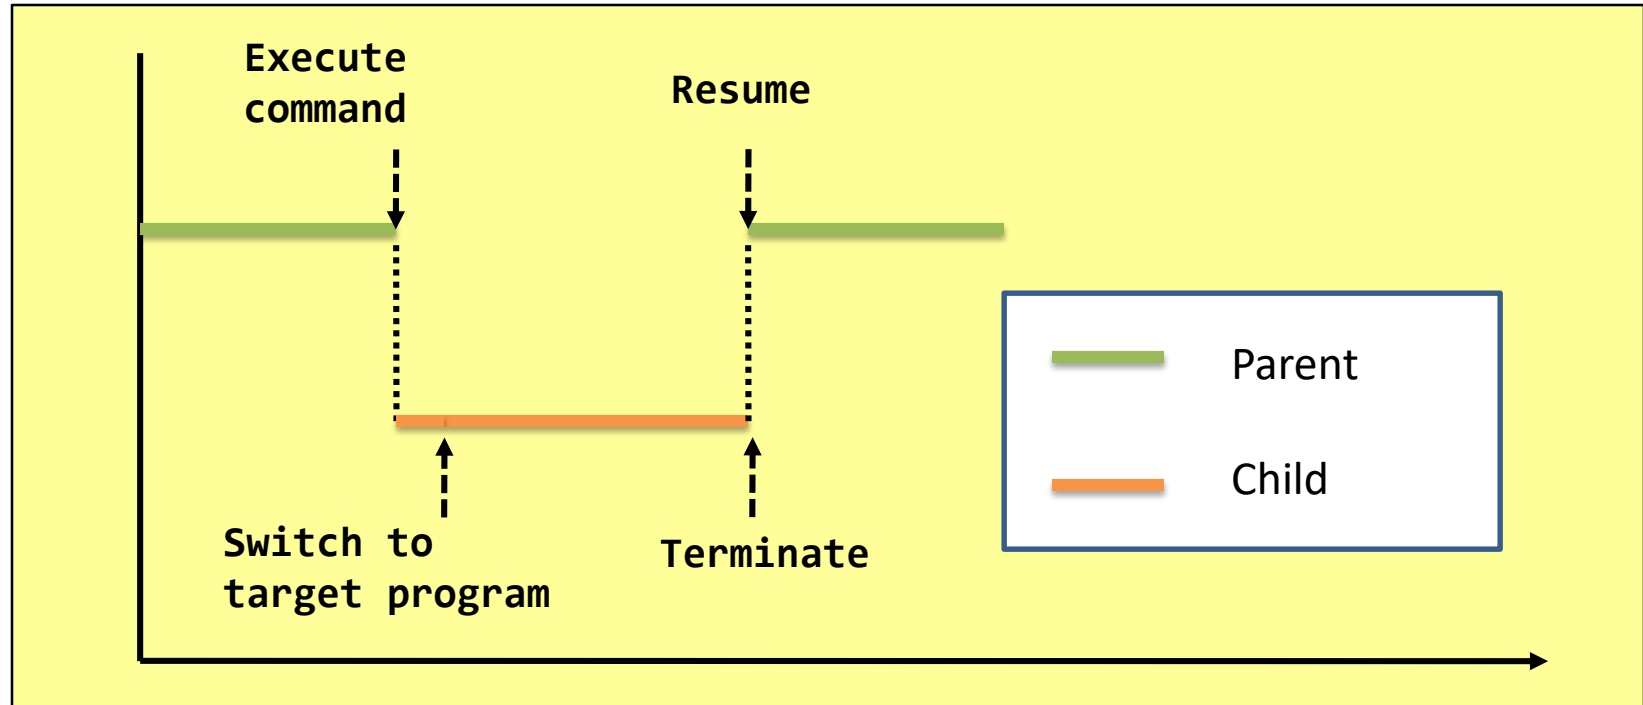 Execute
command
Resume
Parent
Child
Switch to
target program
Terminate